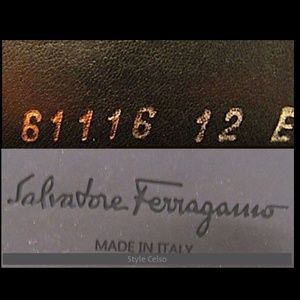 61116 12 E
Salvatore Ferragamo
MADE IN ITALY
Style Celso